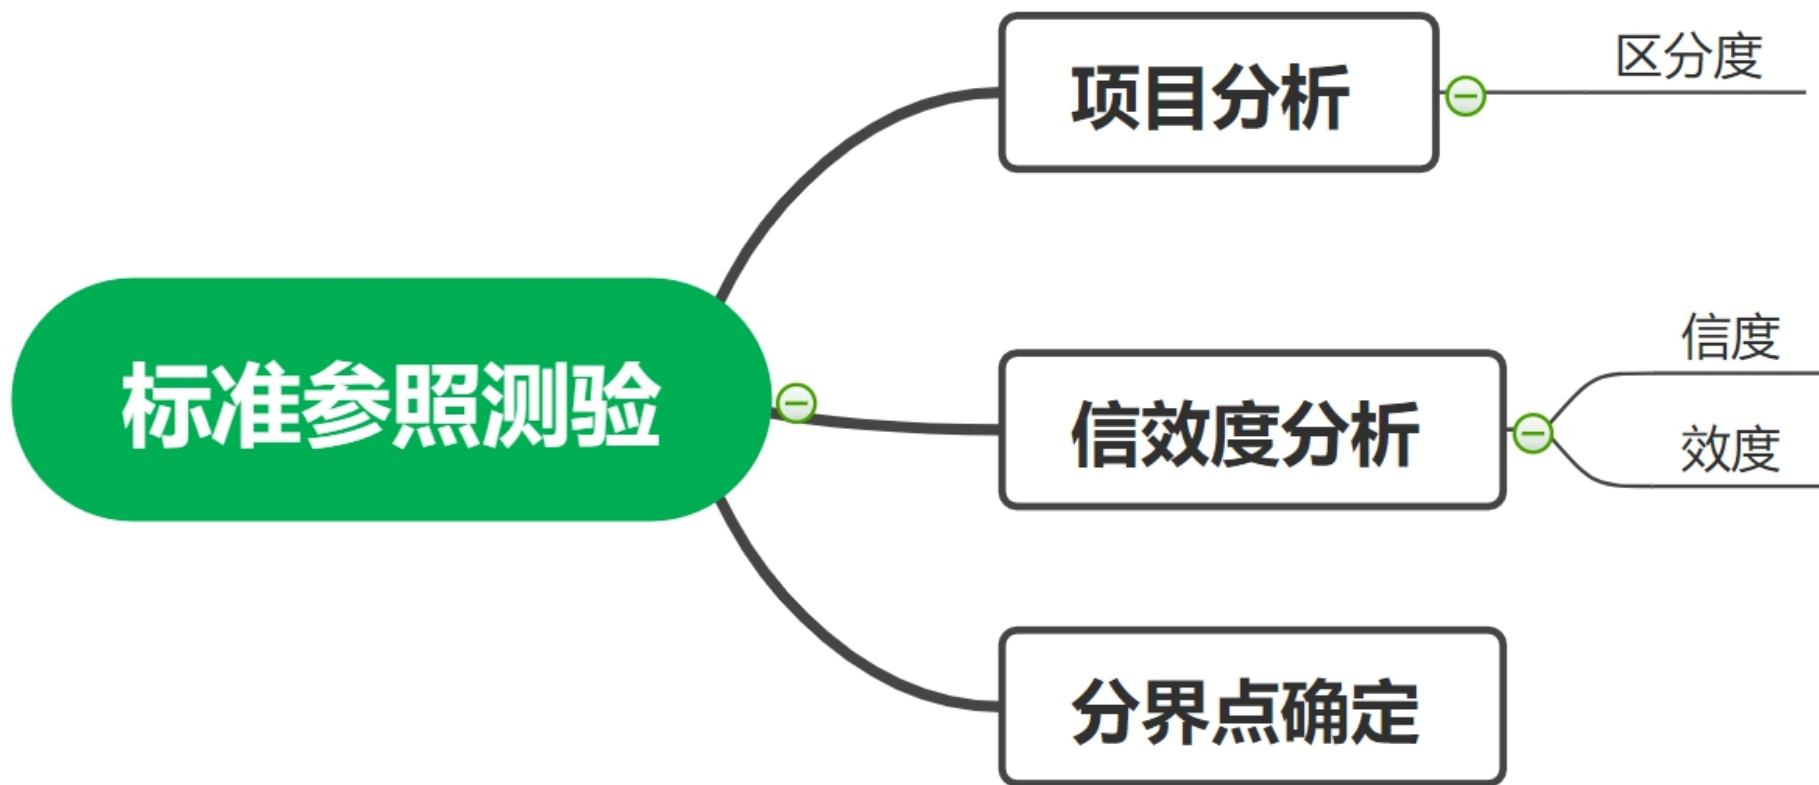 标准参照测验
项目分析
区分度
信效度分析
信度
效度
分界点确定